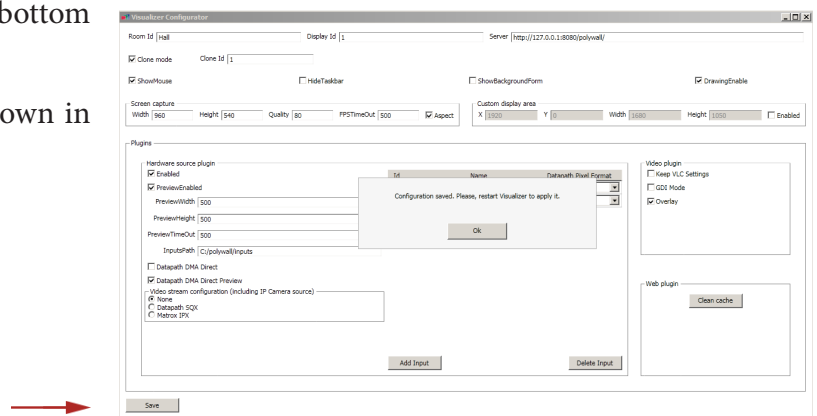 bottom
own in
Visualizer Configurator
Room Id Hall Display Id 1 Server http://127.0.0.1:8080/polywall/
Clone mode Clone Id 1
ShowMouse HideTaskbar ShowBackgroundForm DrawingEnable
Screen capture Custom display area
Width 960 Height 540 Quality 80 FPSTimeOut 500 Aspect X 1920 Y 0 Width 1680 Height 1050 Enabled
Plugins
Hardware source plugin Video plugin
Enabled Id Name Datapath Pixel Format Keep VLC Settings
PreviewEnabled GDI Mode
Configuration saved. Please, restart Visualizer to apply it.
PreviewWidth 500 Overlay
PreviewHeight 500
Ok
PreviewTimeOut 500
InputsPath C:/polywall/inputs
Datapath DMA Direct
Datapath DMA Direct Preview Web plugin
Video stream configuration (including IP Camera source)
None Clean cache
Datapath SQX
Matrox IPX
Add Input Delete Input
Save